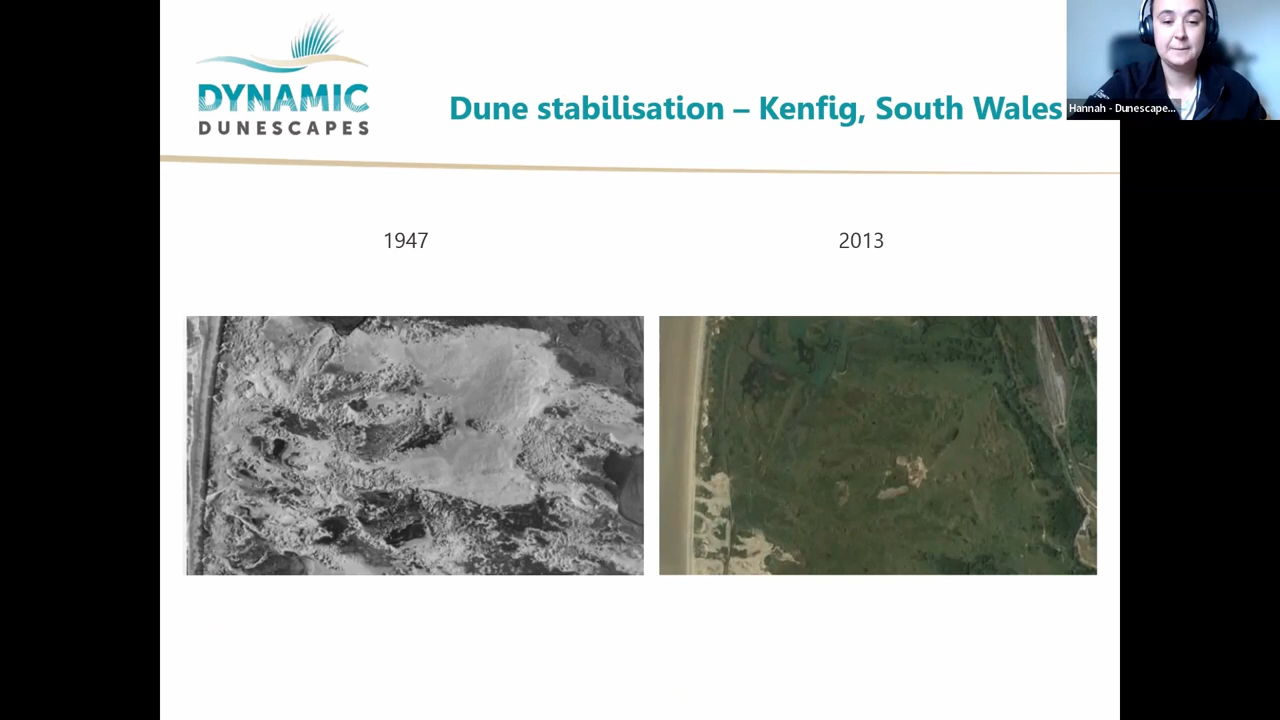 DYNAMIC
DUNESCAPES
Dune stabilisation – Kenfig, South Wales
Hannah - Dunescape...
1947
2013